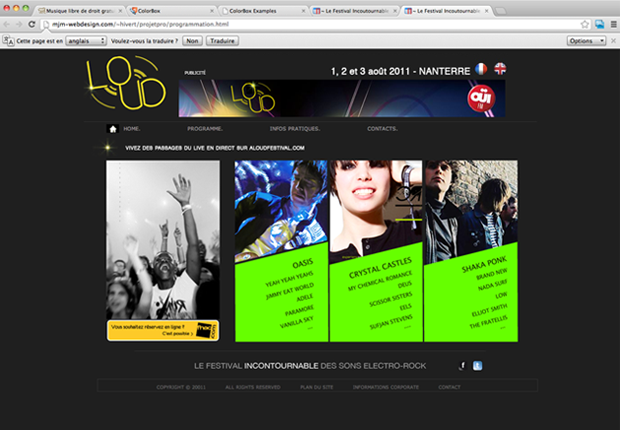 Musique libre de droit gratu
ColorBox
ColorBox Examples
– Le Festival Incoutournable
– Le Festival Incoutournable
mjm-webdesign.com/~hivert/projetpro/programmation.html
Cette page est en anglais Voulez-vous la traduire ? Non Traduire Options
LOUD
PUBLICITÉ
1, 2 et 3 août 2011 - NANTERRE
LOUD
OÜI
FM
HOME. PROGRAMME. INFOS PRATIQUES. CONTACTS.
VIVEZ DES PASSAGES DU LIVE EN DIRECT SUR ALOUDFESTIVAL.COM
OASIS
YEAH YEAH YEAHS
JIMMY EAT WORLD
ADELE
PARAMORE
VANILLA SKY
...
CRYSTAL CASTLES
MY CHEMICAL ROMANCE
DEUS
SCISSOR SISTERS
EELS
SUFJAN STEVENS
...
SHAKA PONK
BRAND NEW
NADA SURF
LOW
ELLIOT SMITH
THE FRATELLIS
...
Vous souhaitez réservez en ligne ?
C'est possible
fnac.com
LE FESTIVAL INCONTOURNABLE DES SONS ELECTRO-ROCK
COPYRIGHT © 20011 ALL RIGHTS RESERVED PLAN DU SITE INFORMATIONS CORPORATE CONTACT